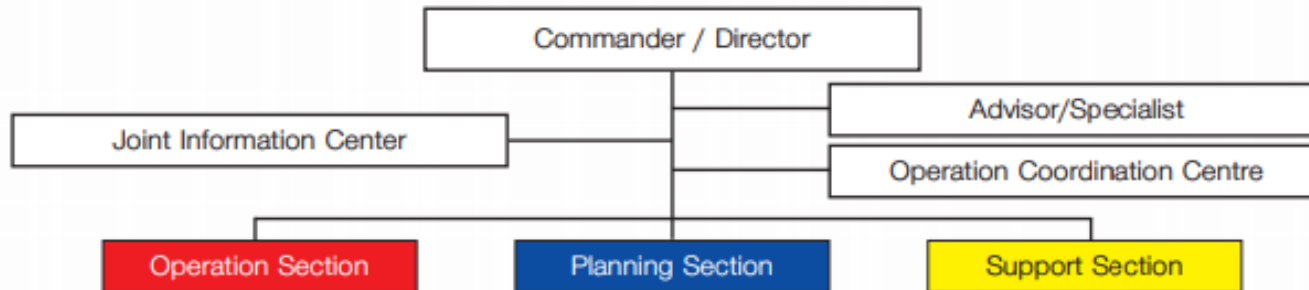 Commander / Director
Advisor/Specialist
Joint Information Center
Operation Coordination Centre
Operation Section
Planning Section
Support Section